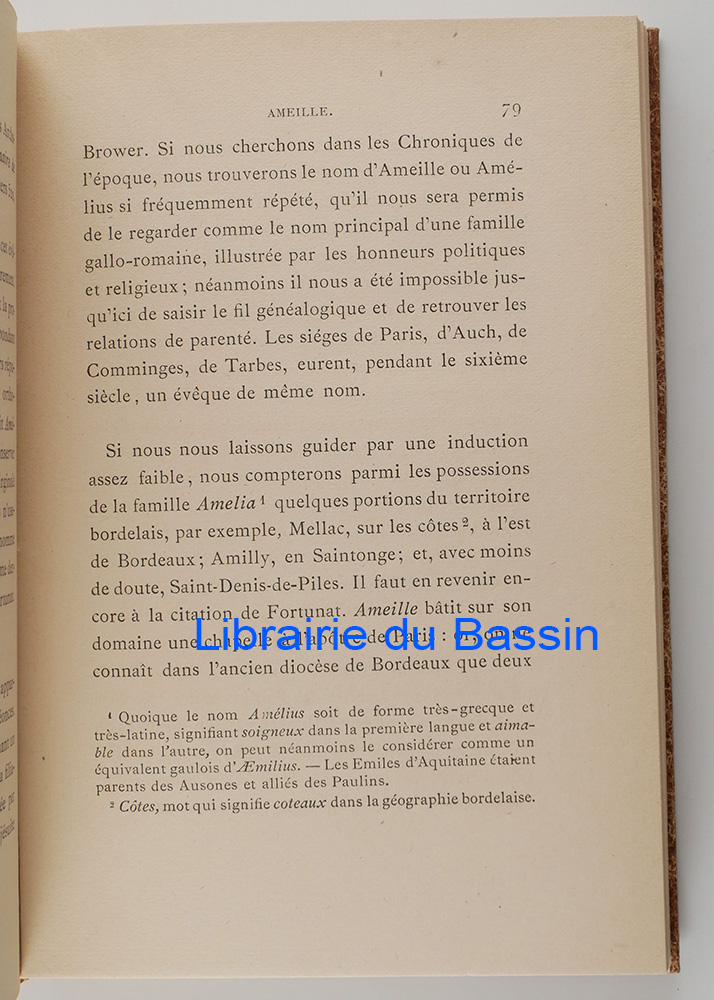 AMEILLE. 79
Brower. Si nous cherchons dans les Chroniques de
l'époque, nous trouverons le nom d'Ameille ou Amé-
lius si fréquemment répété, qu'il nous sera permis
de le regarder comme le nom principal d'une famille
gallo-romaine, illustrée par les honneurs politiques
et religieux ; néanmoins il nous a été impossible jus-
qu'ici de saisir le fil généalogique et de retrouver les
relations de parenté. Les siéges de Paris, d'Auch, de
Comminges, de Tarbes, eurent, pendant le sixième
siècle, un évêque de même nom.
Si nous nous laissons guider par une induction
assez faible, nous compterons parmi les possessions
de la famille Amelia¹ quelques portions du territoire
bordelais, par exemple, Mellac, sur les côtes², à l'est
de Bordeaux ; Amilly, en Saintonge ; et, avec moins
de doute, Saint-Denis-de-Piles. Il faut en revenir en-
core à la citation de Fortunat. Ameille bâtit sur son
domaine une chapelle à l'apôtre de Paris : or, on ne
connaît dans l'ancien diocèse de Bordeaux que deux
Librairie du Bassin
¹ Quoique le nom Amélius soit de forme très-grecque et
très-latine, signifiant soigneux dans la première langue et aima-
ble dans l'autre, on peut néanmoins le considérer comme un
équivalent gaulois d'Æmilius. — Les Emiles d'Aquitaine étaient
parents des Ausones et alliés des Paulins.
² Côtes, mot qui signifie coteaux dans la géographie bordelaise.